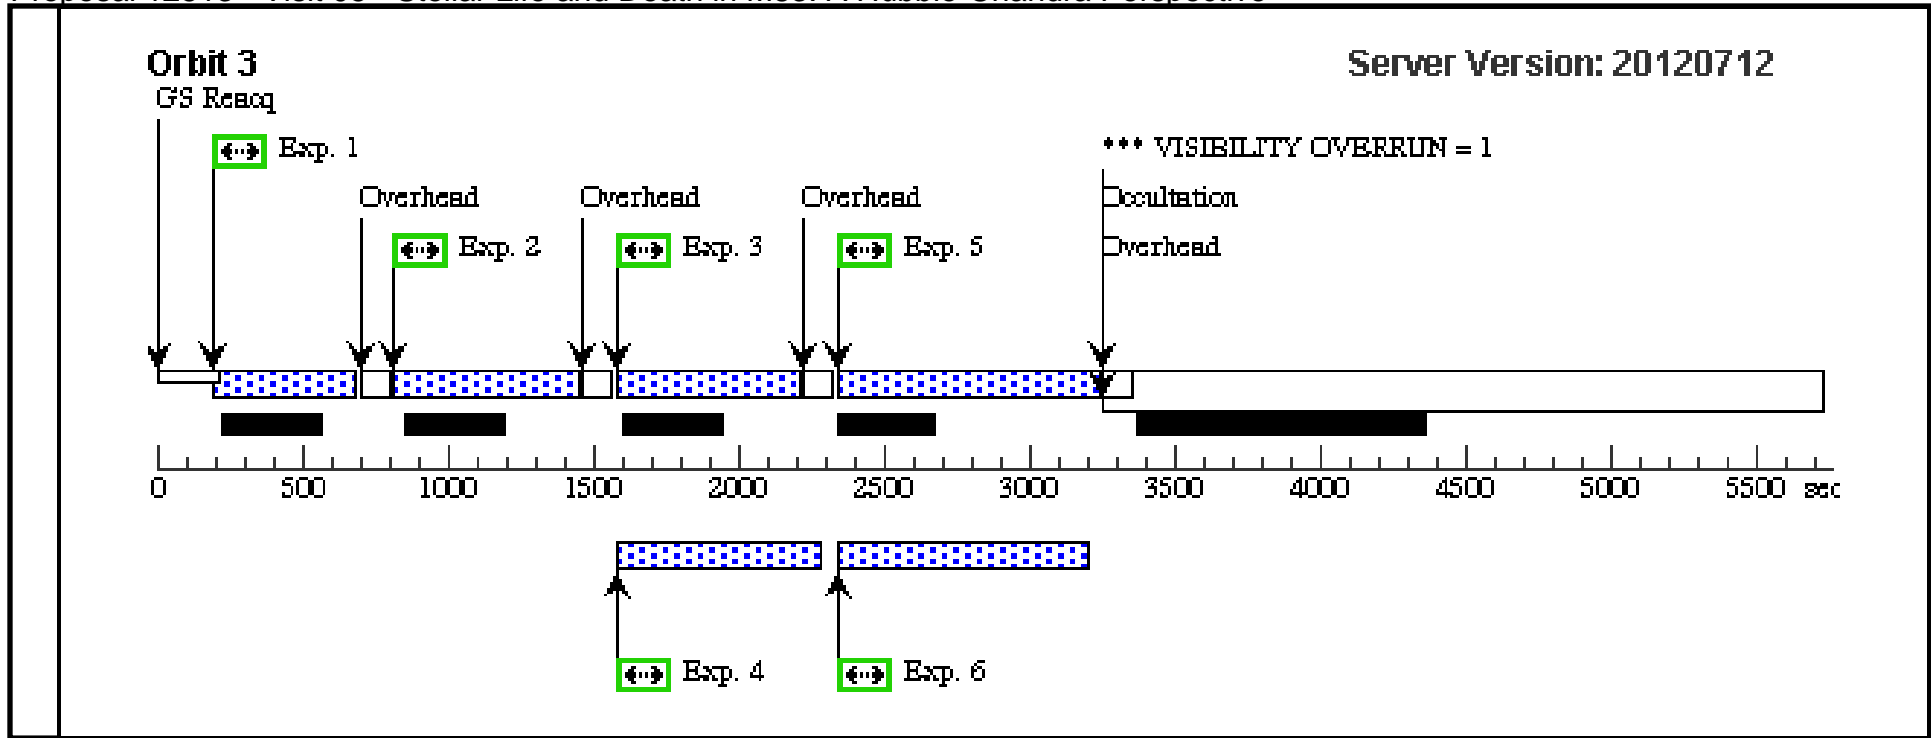 Orbit 3
Server Version: 20120712
GS Reacq
Exp. 1
*** VISIBILITY OVERRUN = 1
Overhead
Overhead
Overhead
Occultation
Exp. 2
Exp. 3
Exp. 5
Overhead
0 500 1000 1500 2000 2500 3000 3500 4000 4500 5000 5500 sec
Exp. 4
Exp. 6